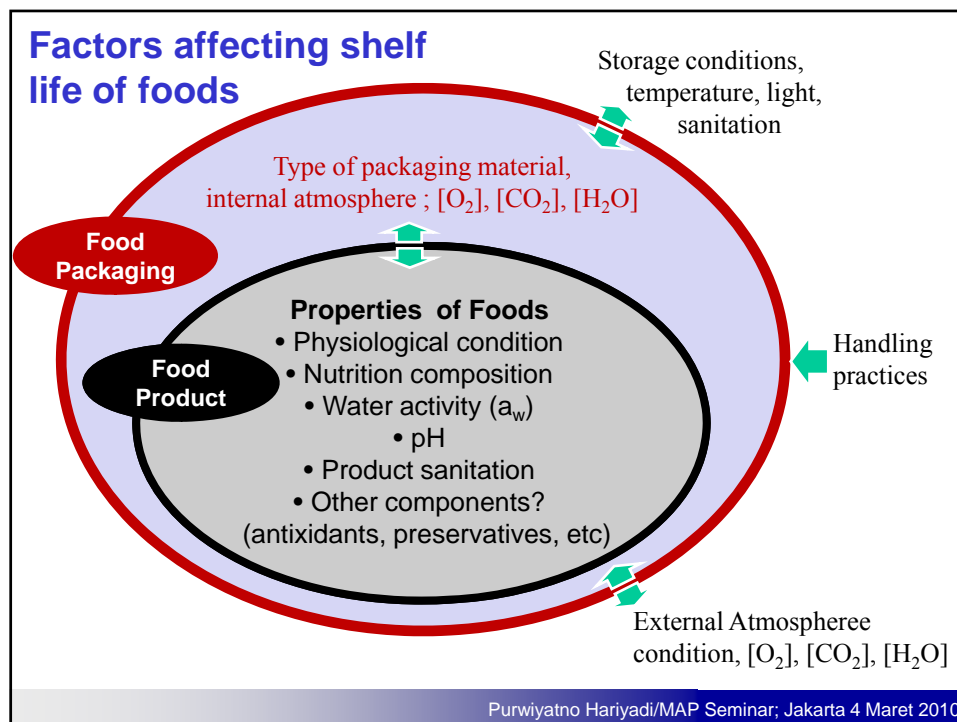 Factors affecting shelf
life of foods
Storage conditions,
temperature, light,
sanitation
Type of packaging material,
internal atmosphere ; [O₂], [CO₂], [H₂O]
Food
Packaging
Properties of Foods
• Physiological condition
• Nutrition composition
• Water activity (aw)
• pH
• Product sanitation
• Other components?
(antixidants, preservatives, etc)
Food
Product
Handling
practices
External Atmospheree
condition, [O₂], [CO₂], [H₂O]
Purwiyatno Hariyadi/MAP Seminar; Jakarta 4 Maret 2010